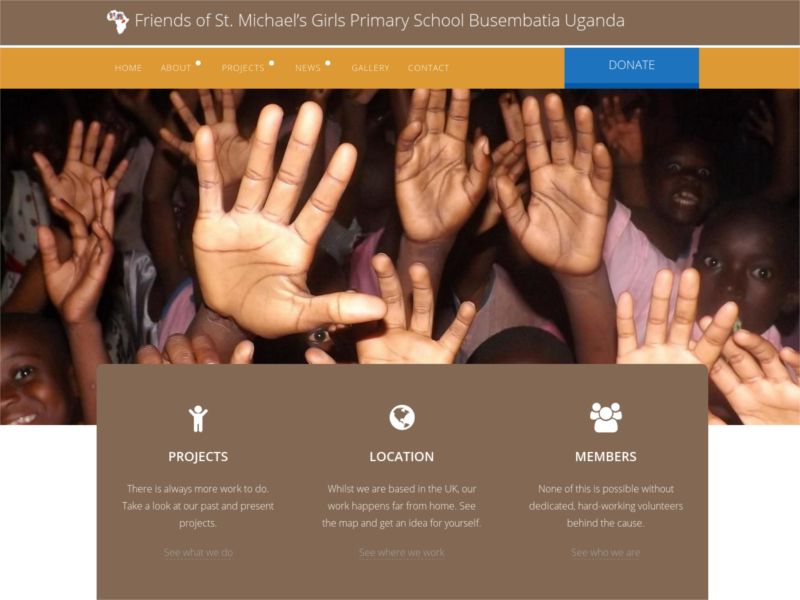 Friends of St. Michael's Girls Primary School Busembatia Uganda
HOME ABOUT PROJECTS NEWS GALLERY CONTACT DONATE
PROJECTS
There is always more work to do.
Take a look at our past and present
projects.
See what we do
LOCATION
Whilst we are based in the UK, our
work happens far from home. See
the map and get an idea for yourself.
See where we work
MEMBERS
None of this is possible without
dedicated, hard-working volunteers
behind the cause.
See who we are